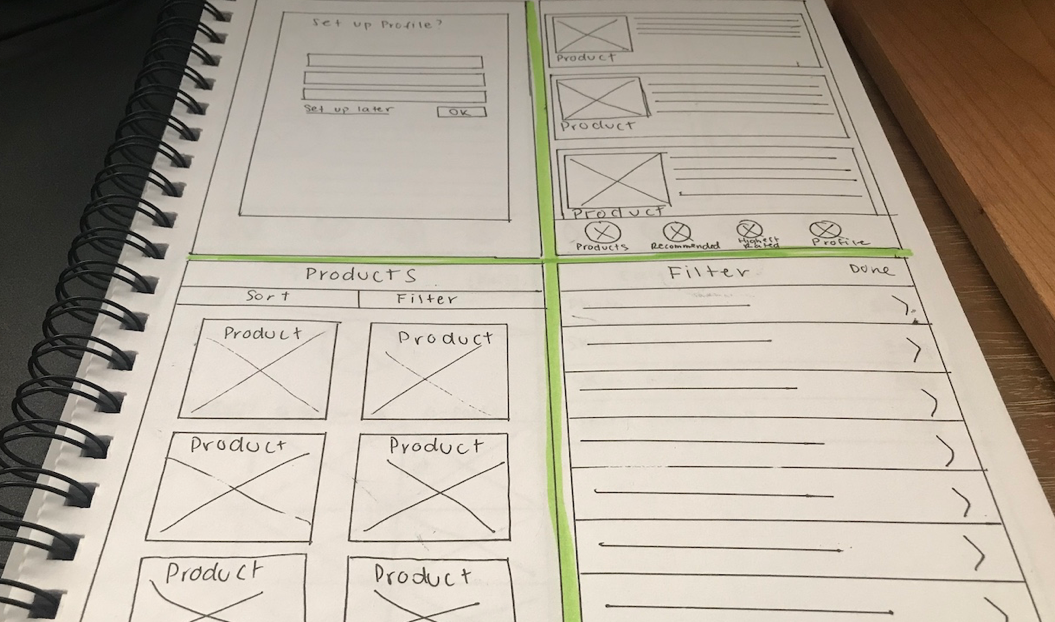 Set up Profile?
Set up later
OK
Product
Product
Product
Products
Recommended
Highest
Rated
Profile
Products
Sort
Filter
Product
Product
Product
Product
Product
Product
Filter
Done